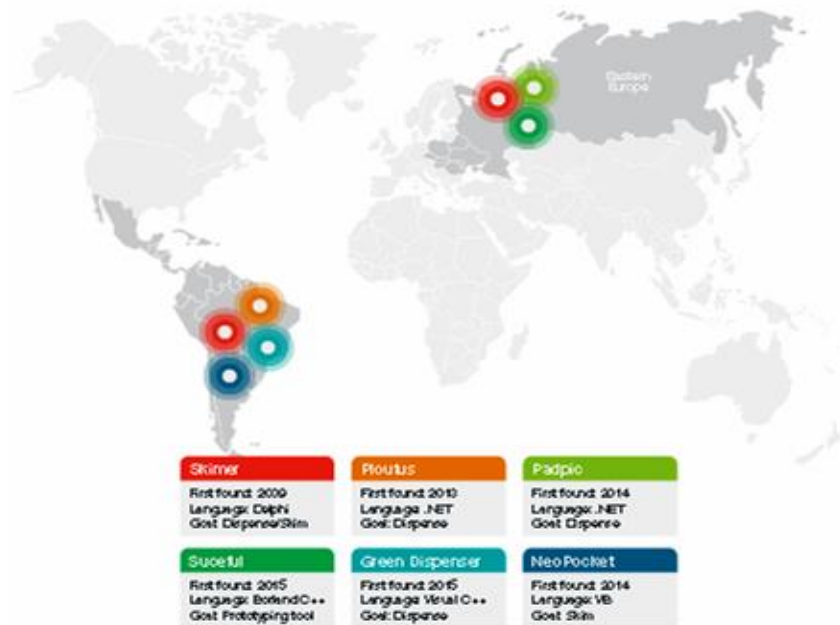 Eastern
Europe
Skimer
First found: 2009
Language: Delphi
Goal: Dispense/Skim
Ploutus
First found: 2013
Language: .NET
Goal: Dispense
Padpic
First found: 2014
Language: .NET
Goal: Dispense
Suceful
First found: 2015
Language: Borland C++
Goal: Prototyping tool
Green Dispenser
First found: 2015
Language: Visual C++
Goal: Dispense
NeoPocket
First found: 2014
Language: VB
Goal: Skim